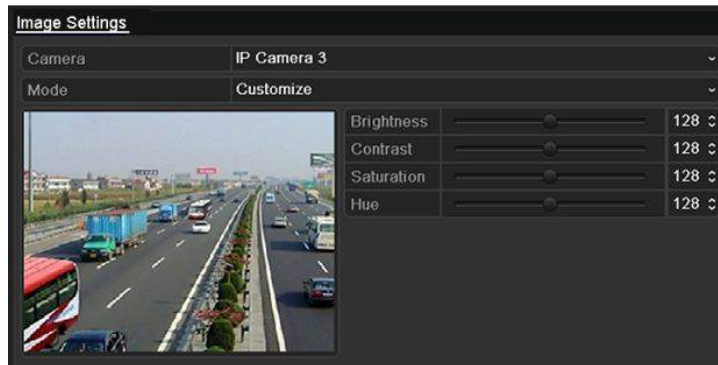 Image Settings
Camera IP Camera 3
Mode Customize
Brightness 128
Contrast 128
Saturation 128
Hue 128